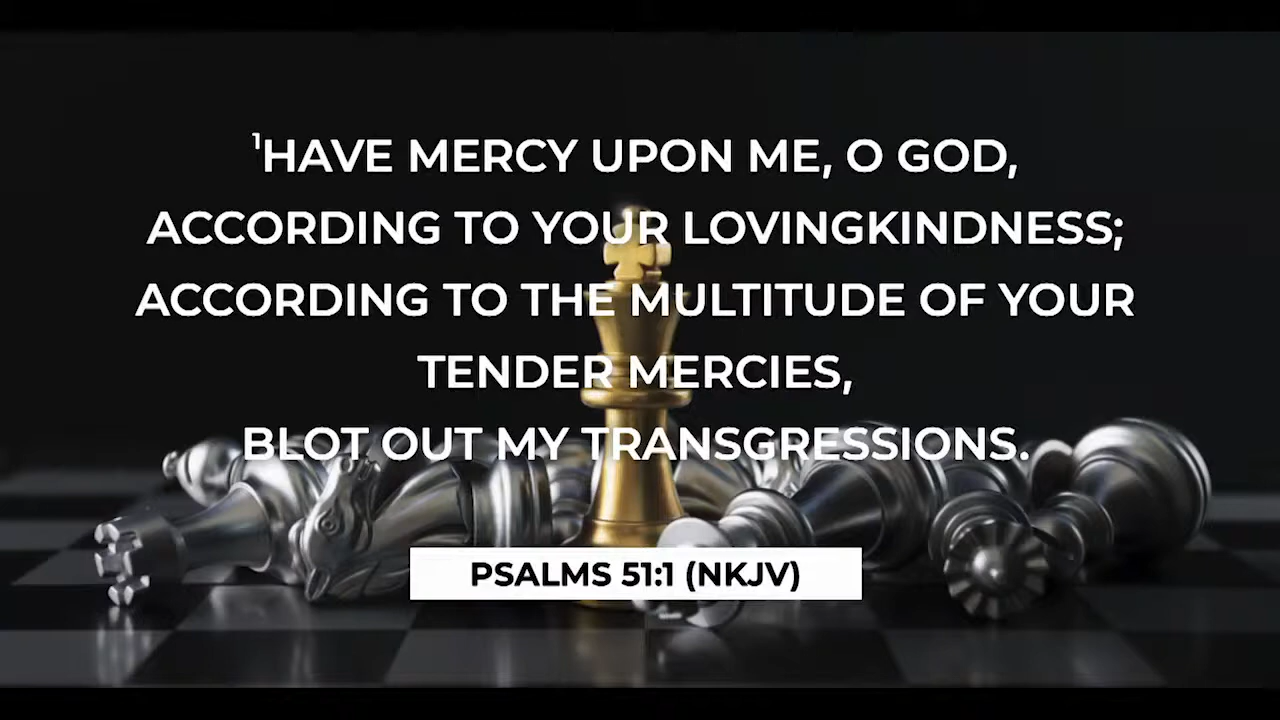 ¹HAVE MERCY UPON ME, O GOD,
ACCORDING TO YOUR LOVINGKINDNESS;
ACCORDING TO THE MULTITUDE OF YOUR
TENDER MERCIES,
BLOT OUT MY TRANSGRESSIONS.
PSALMS 51:1 (NKJV)